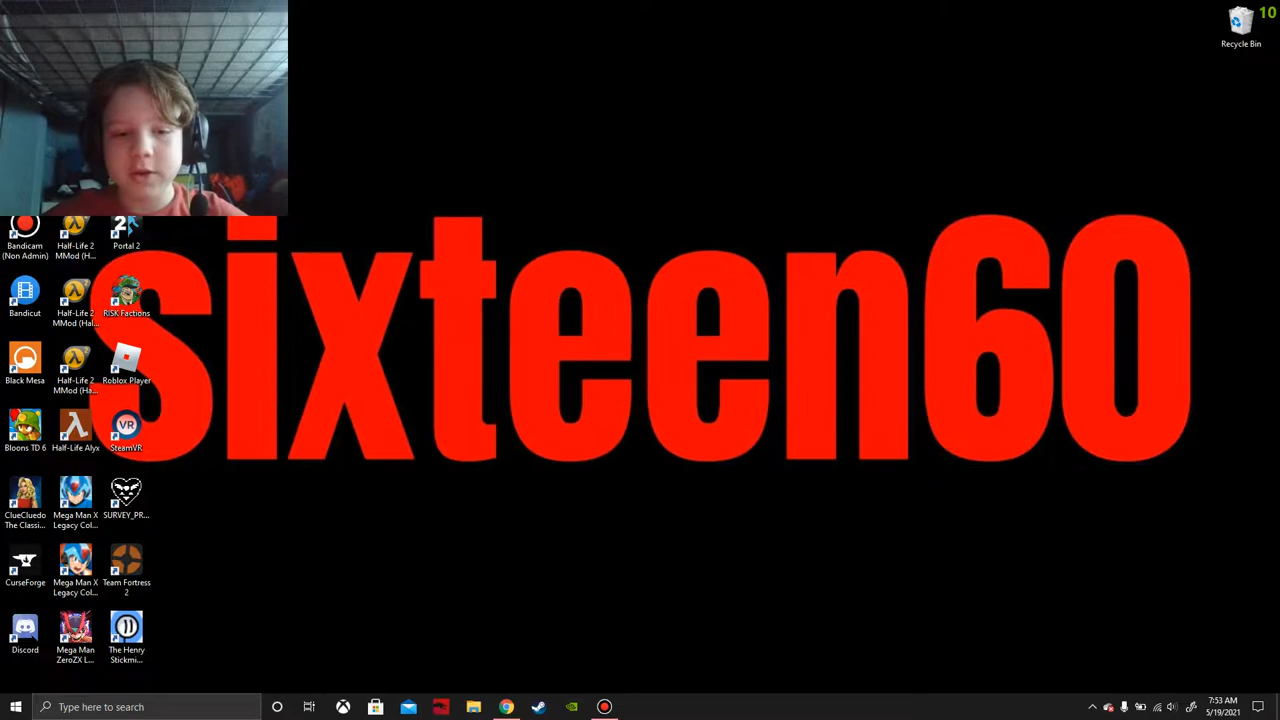 10
Recycle Bin
Sixteen60
Bandicam
(Non Admin)
Half-Life 2
MMod (H...
Portal 2
Bandicut
Half-Life 2
MMod (Hal...
RISK Factions
Black Mesa
Half-Life 2
MMod (Ha...
Roblox Player
Bloons TD 6
Half-Life Alyx
VR
SteamVR
ClueCluedo
The Classi...
Mega Man X
Legacy Col...
SURVEY_PR...
CurseForge
Mega Man X
Legacy Col...
Team Fortress
2
Discord
Mega Man
ZeroZX L...
The Henry
Stickmi...
Type here to search
7:53 AM
5/19/2021